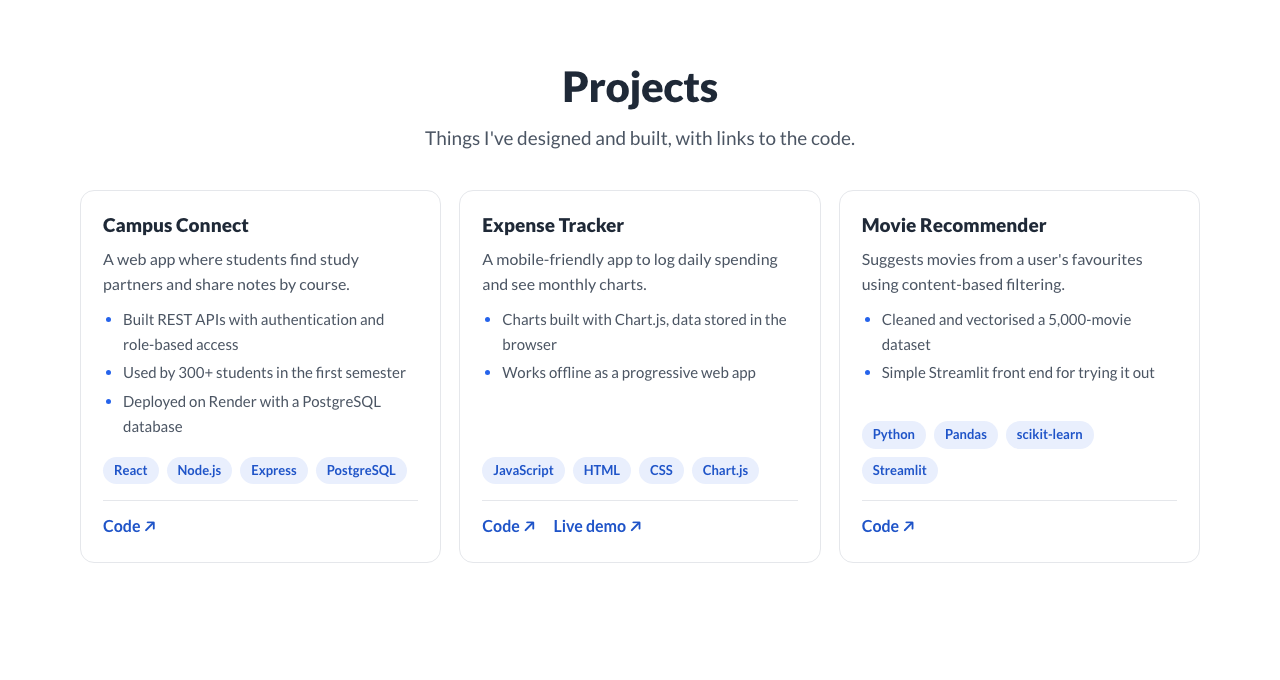 Projects
Things I've designed and built, with links to the code.
Campus Connect
A web app where students find study
partners and share notes by course.
Built REST APIs with authentication and
role-based access
Used by 300+ students in the first semester
Deployed on Render with a PostgreSQL
database
React Node.js Express PostgreSQL
Code ↗
Expense Tracker
A mobile-friendly app to log daily spending
and see monthly charts.
Charts built with Chart.js, data stored in the
browser
Works offline as a progressive web app
JavaScript HTML CSS Chart.js
Code ↗ Live demo ↗
Movie Recommender
Suggests movies from a user's favourites
using content-based filtering.
Cleaned and vectorised a 5,000-movie
dataset
Simple Streamlit front end for trying it out
Python Pandas scikit-learn
Streamlit
Code ↗